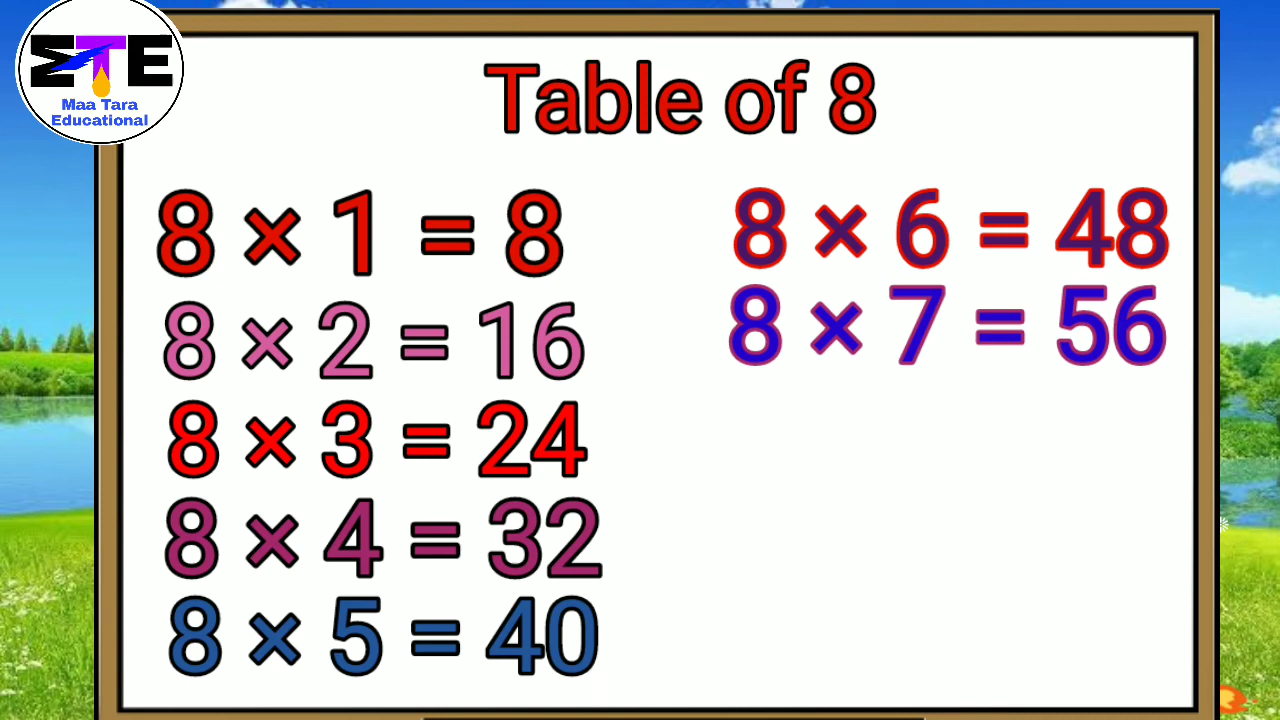 MTE
Maa Tara
Educational
Table of 8
8 × 1 = 8
8 × 2 = 16
8 × 3 = 24
8 × 4 = 32
8 × 5 = 40
8 × 6 = 48
8 × 7 = 56